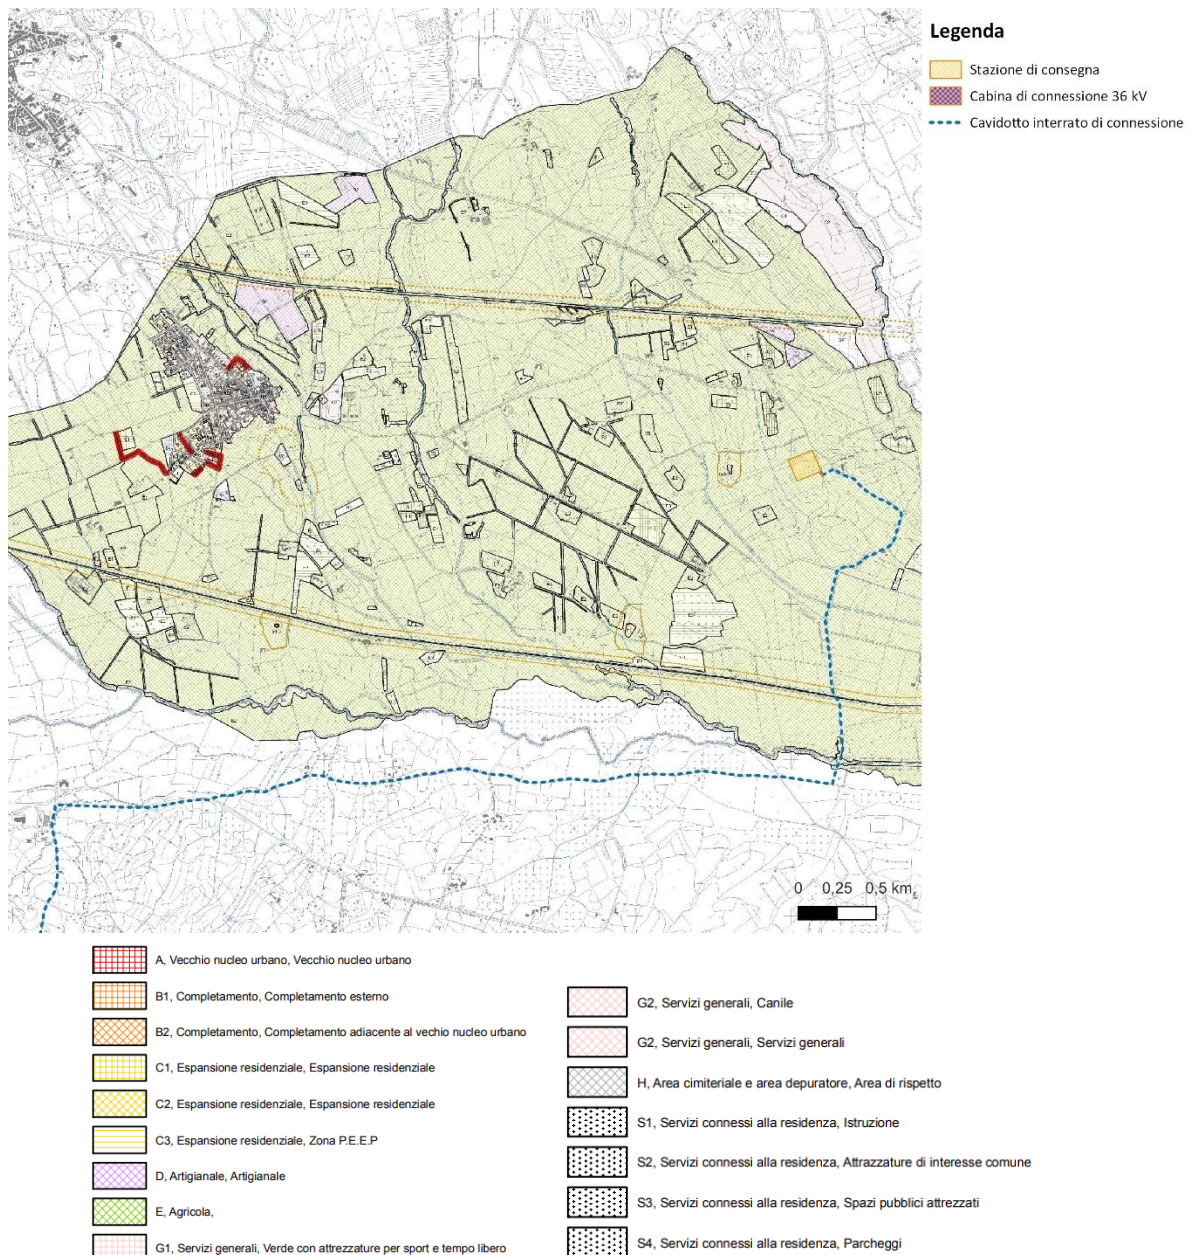 Legenda
Stazione di consegna
Cabina di connessione 36 kV
Cavidotto interrato di connessione
0 0,25 0,5 km
A, Vecchio nucleo urbano, Vecchio nucleo urbano
B1, Completamento, Completamento esterno
B2, Completamento, Completamento adiacente al vechio nucleo urbano
C1, Espansione residenziale, Espansione residenziale
C2, Espansione residenziale, Espansione residenziale
C3, Espansione residenziale, Zona P.E.E.P
D, Artigianale, Artigianale
E, Agricola,
G1, Servizi generali, Verde con attrezzature per sport e tempo libero
G2, Servizi generali, Canile
G2, Servizi generali, Servizi generali
H, Area cimiteriale e area depuratore, Area di rispetto
S1, Servizi connessi alla residenza, Istruzione
S2, Servizi connessi alla residenza, Attrazzature di interesse comune
S3, Servizi connessi alla residenza, Spazi pubblici attrezzati
S4, Servizi connessi alla residenza, Parcheggi